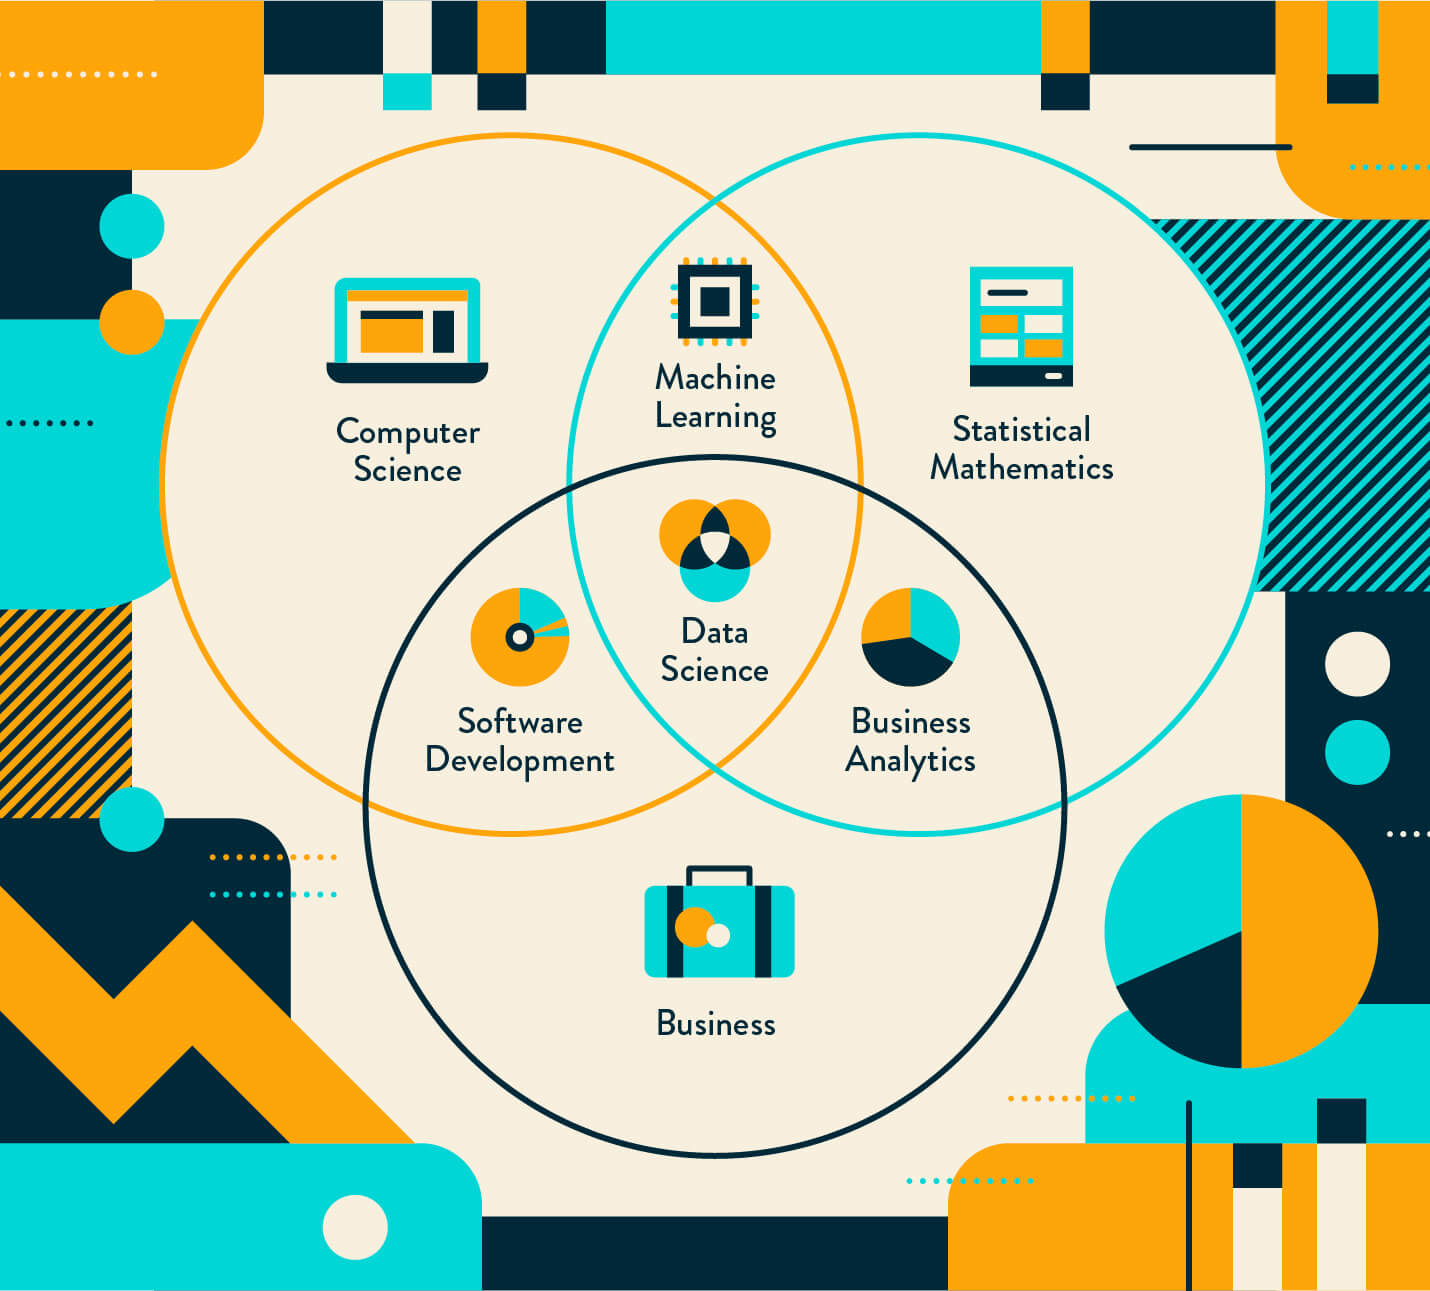 Machine
Learning
Computer
Science
Statistical
Mathematics
Data
Science
Software
Development
Business
Analytics
Business